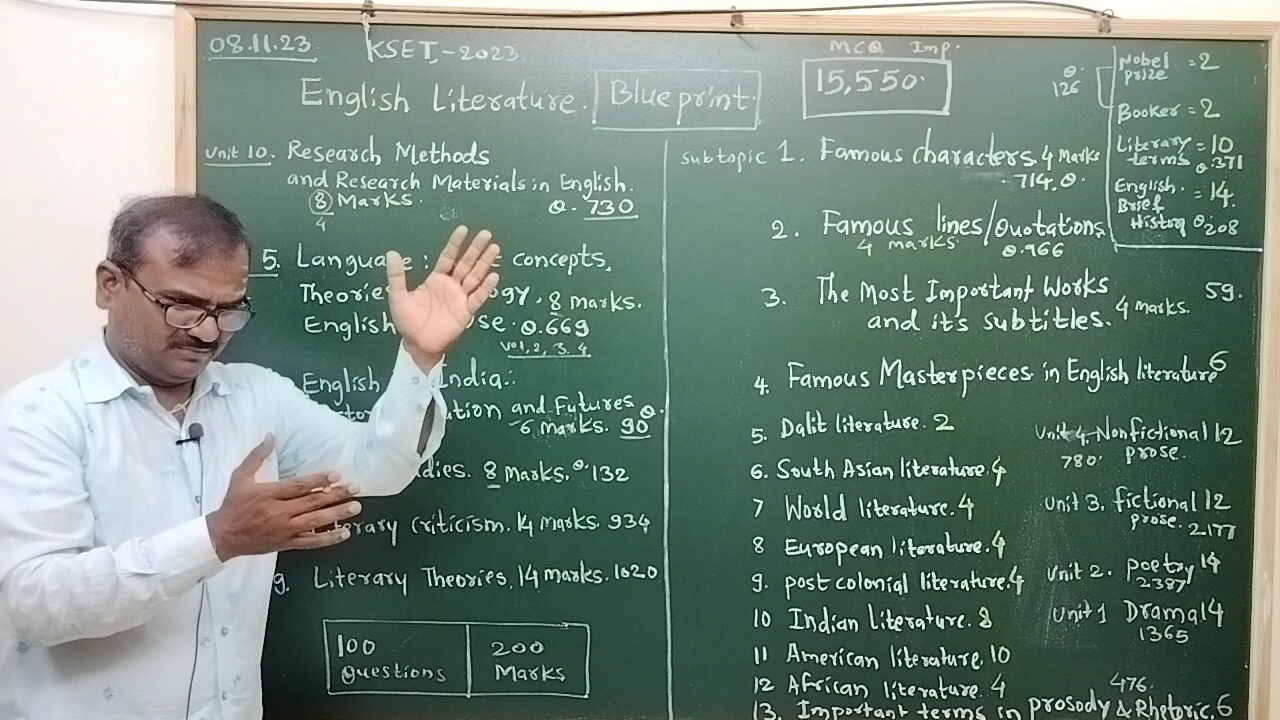 08.11.23. KSET-2023
English Literature. Blue print.
MCQ Imp.
15,550.
Nobel = 2
prize
Q. 126
Booker = 2
Literary = 10
terms Q.371
English. = 14.
Brief
History Q208
Unit 10. Research Methods
and Research Materials in English.
8 Marks. Q. 730
4
5. Language : concepts,
Theories 8 marks.
English use. Q.669
Vol, 2, 3. 4
English India:
and Futures Q.
6 marks. 90
8 Marks. Q. 132
Literary Criticism. 14 marks. 934
9. Literary Theories, 14 marks. 1020
100 200
Questions Marks
subtopic 1. Famous characters. 4 Marks
714. Q.
2. Famous lines/Quotations,
4 marks. Q.966
3. The Most Important Works 59.
and its subtitles. 4 marks.
4. Famous Masterpieces in English literature 6
5. Dalit literature. 2
6. South Asian literature. 4
7 World literature. 4
8 European literature. 4
9. post colonial literature. 4
10 Indian Literature. 8
11 American literature. 10
12 African literature. 4
476.
13. Important terms in prosody & Rhetoric. 6
Unit 4. Nonfictional 12
780. prose.
Unit 3. fictional 12
prose. 2177
Unit 2. poetry 14
2387
Unit 1 Drama 14
1365